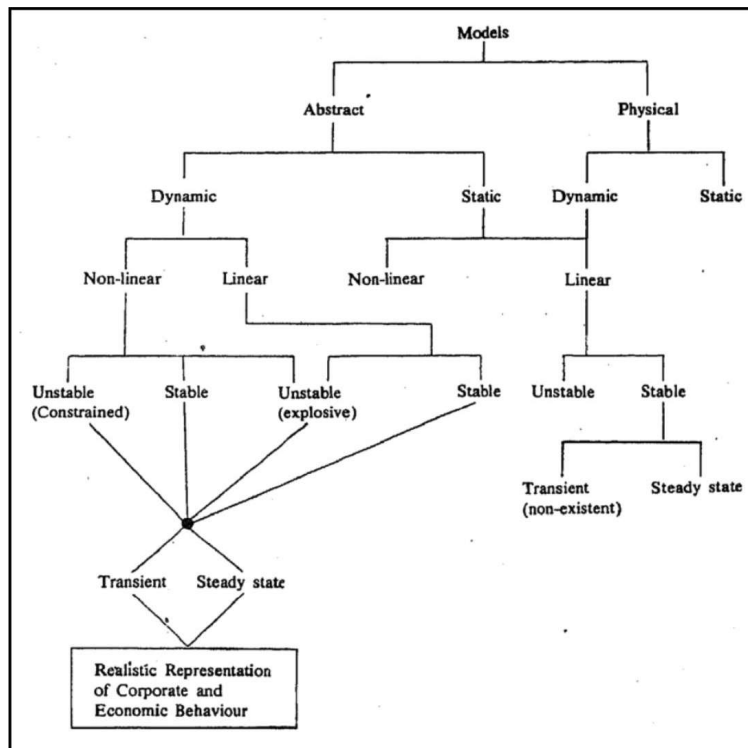 Models
Abstract
Physical
Dynamic
Static
Dynamic
Static
Non-linear
Linear
Non-linear
Linear
Unstable
(Constrained)
Stable
Unstable
(explosive)
Stable
Unstable
Stable
Transient
(non-existent)
Steady state
Transient
Steady state
Realistic Representation
of Corporate and
Economic Behaviour